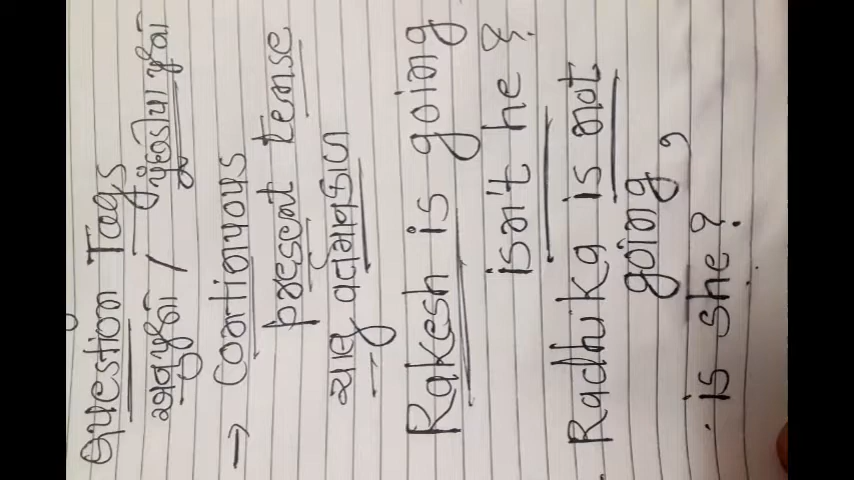 Question Tags
→ continuous
present tense
ચાલુ વર્તમાનકાળ
Rakesh is going
isn't he?
. Radhika is not
going,
. is she?